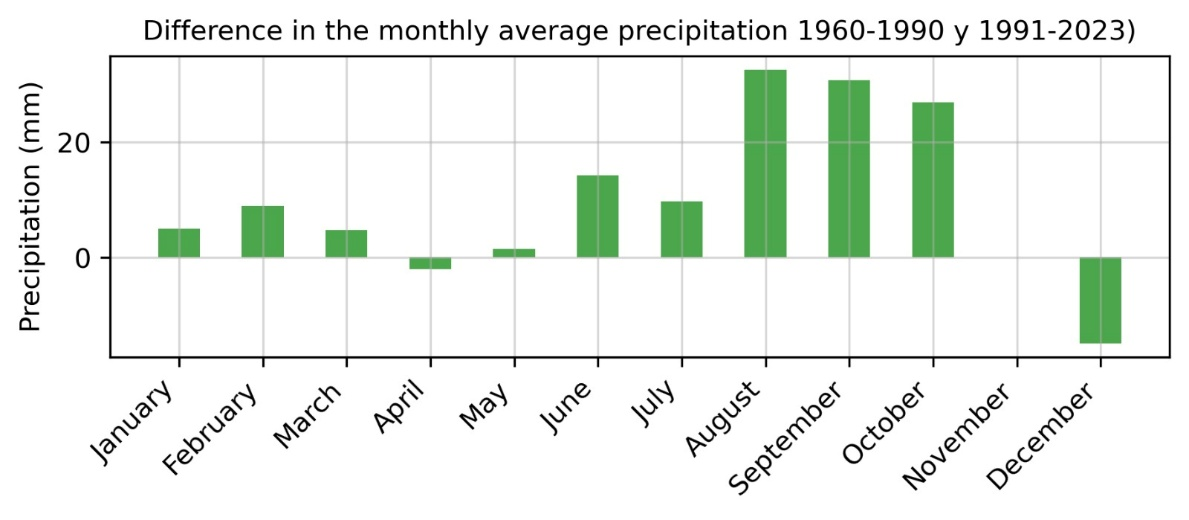 Difference in the monthly average precipitation 1960-1990 y 1991-2023)
Precipitation (mm)
20
0
January
February
March
April
May
June
July
August
September
October
November
December